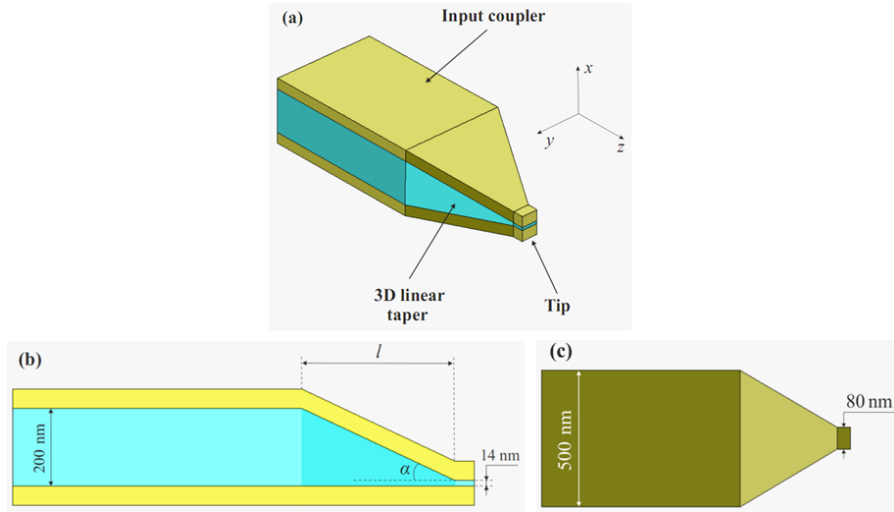 (a)
Input coupler
x
y
z
3D linear
taper
Tip
(b)
l
200 nm
α
14 nm
(c)
500 nm
80 nm